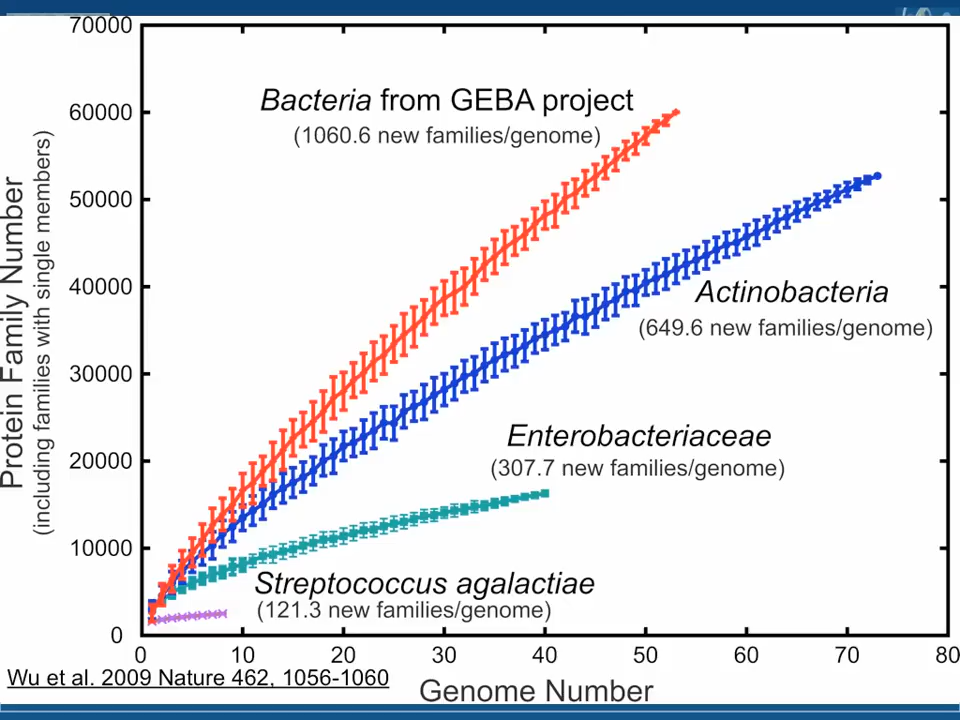 70000
60000
50000
40000
30000
20000
10000
0
Protein Family Number
(including families with single members)
Bacteria from GEBA project
(1060.6 new families/genome)
Actinobacteria
(649.6 new families/genome)
Enterobacteriaceae
(307.7 new families/genome)
Streptococcus agalactiae
(121.3 new families/genome)
0 10 20 30 40 50 60 70 80
Genome Number
Wu et al. 2009 Nature 462, 1056-1060